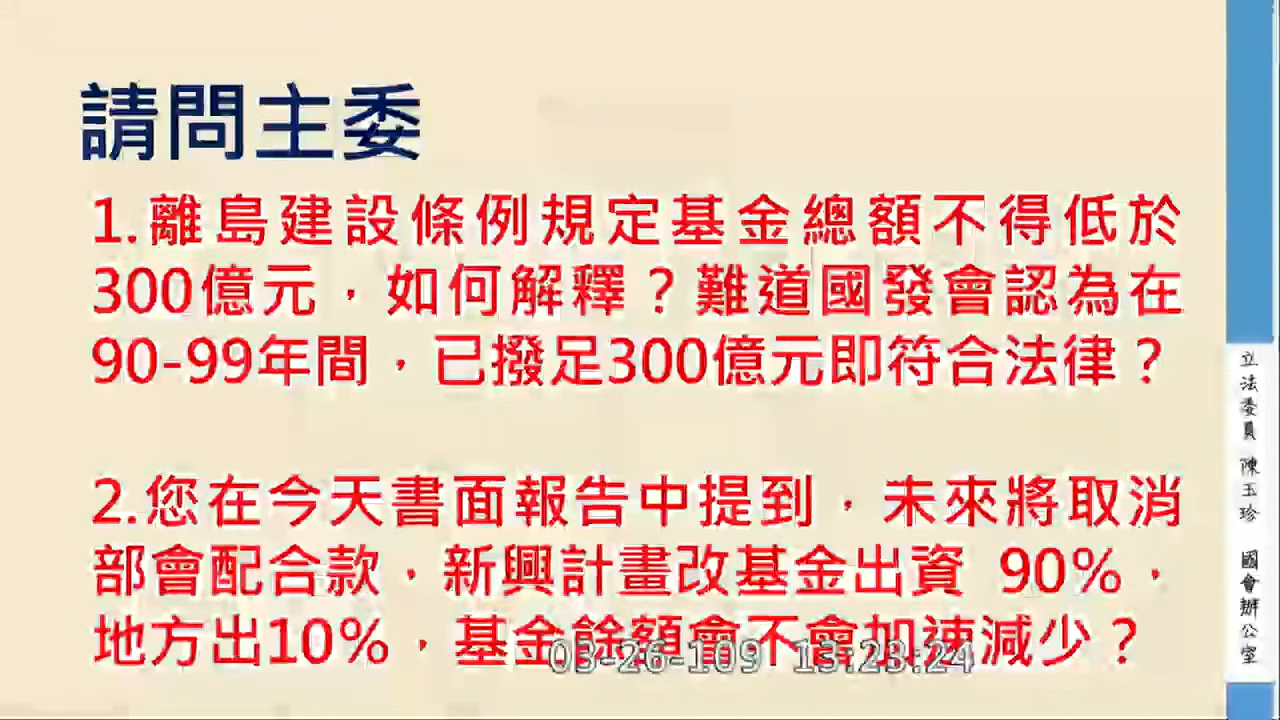 請問主委
1.離島建設條例規定基金總額不得低於
300億元，如何解釋？難道國發會認為在
90-99年間，已撥足300億元即符合法律？
2.您在今天書面報告中提到，未來將取消
部會配合款，新興計畫改基金出資 90%，
地方出10%，基金餘額會不會加速減少？
03-26-109 13:23:24
立法委員 陳玉珍 國會辦公室